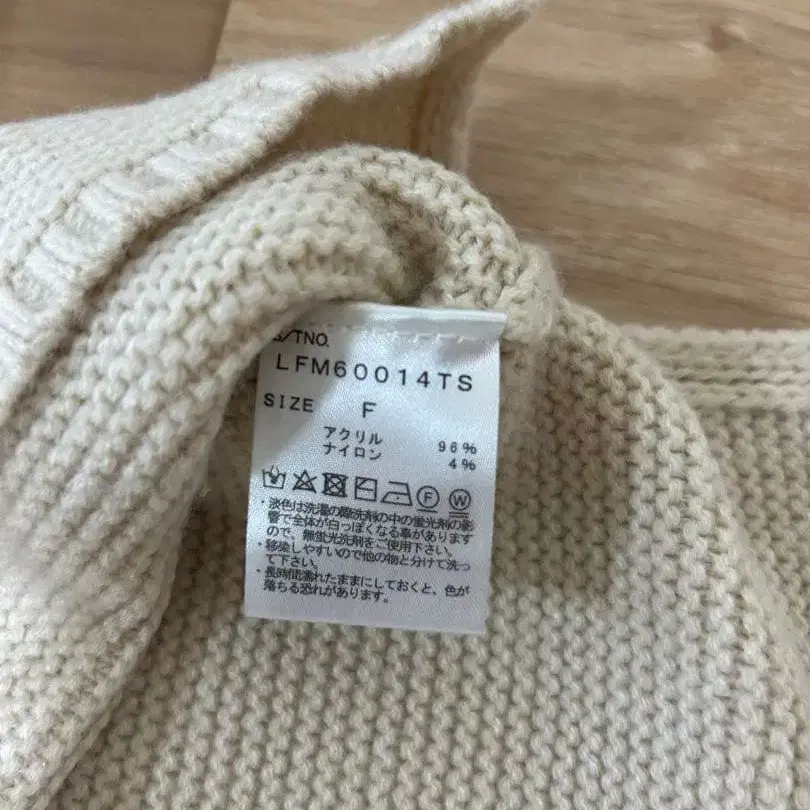 /TNO.
LFM60014TS
SIZE F
アクリル 96%
ナイロン 4%
F W
・淡色は洗濯の際洗剤の中の蛍光剤の影
響で全体が白っぽくなる事があります
ので、無蛍光洗剤をご使用下さい。
・移染しやすいので他の物と分けて洗っ
て下さい。
・長時間濡れたままにしておくと、色が
落ちる恐れがあります。